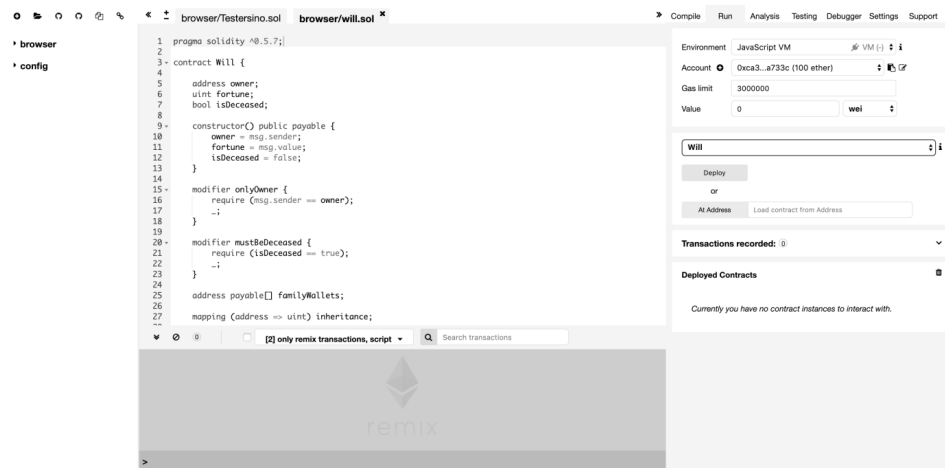 browser/Testersino.sol
browser/will.sol
Compile Run Analysis Testing Debugger Settings Support
browser
config
1 pragma solidity ^0.5.7;
2
3 contract Will {
4
5 address owner;
6 uint fortune;
7 bool isDeceased;
8
9 constructor() public payable {
10 owner = msg.sender;
11 fortune = msg.value;
12 isDeceased = false;
13 }
14
15 modifier onlyOwner {
16 require (msg.sender == owner);
17 _;
18 }
19
20 modifier mustBeDeceased {
21 require (isDeceased == true);
22 _;
23 }
24
25 address payable[] familyWallets;
26
27 mapping (address => uint) inheritance;
0
[2] only remix transactions, script
Search transactions
remix
>
Environment JavaScript VM VM (-) i
Account 0xca3...a733c (100 ether)
Gas limit 3000000
Value 0 wei
Will i
Deploy
or
At Address Load contract from Address
Transactions recorded: 0
Deployed Contracts
Currently you have no contract instances to interact with.